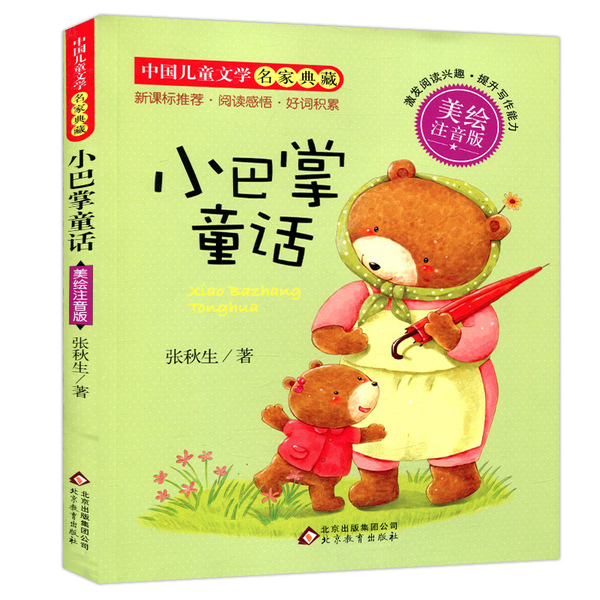 中国儿童文学
名家典藏
小巴掌童话
美绘注音版
张秋生/著
北京出版集团公司
北京教育出版社
中国儿童文学 名家典藏
新课标推荐·阅读感悟·好词积累
激发阅读兴趣·提升写作能力
美绘
注音版
小巴掌
童话
Xiao Bazhang
Tonghua
张秋生/著
北京出版集团公司
北京教育出版社